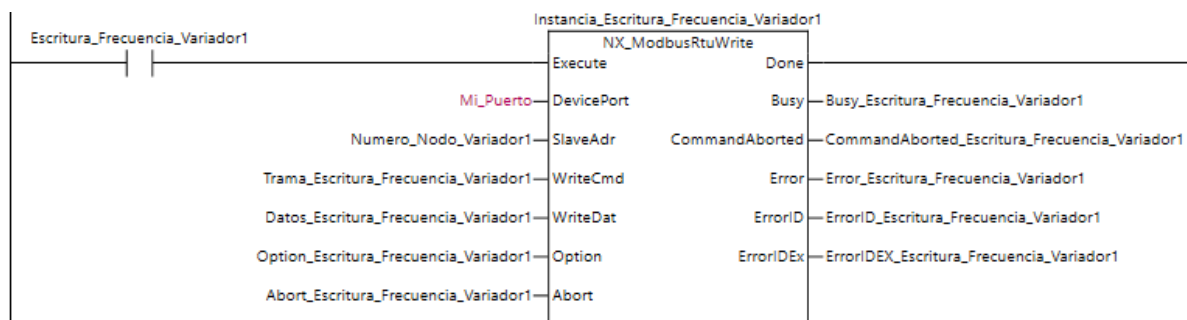 Instancia_Escritura_Frecuencia_Variador1
Escritura_Frecuencia_Variador1
NX_ModbusRtuWrite
Execute Done
Mi_Puerto DevicePort Busy Busy_Escritura_Frecuencia_Variador1
Numero_Nodo_Variador1 SlaveAdr CommandAborted CommandAborted_Escritura_Frecuencia_Variador1
Trama_Escritura_Frecuencia_Variador1 WriteCmd Error Error_Escritura_Frecuencia_Variador1
Datos_Escritura_Frecuencia_Variador1 WriteDat ErrorID ErrorID_Escritura_Frecuencia_Variador1
Option_Escritura_Frecuencia_Variador1 Option ErrorIDEx ErrorIDEX_Escritura_Frecuencia_Variador1
Abort_Escritura_Frecuencia_Variador1 Abort